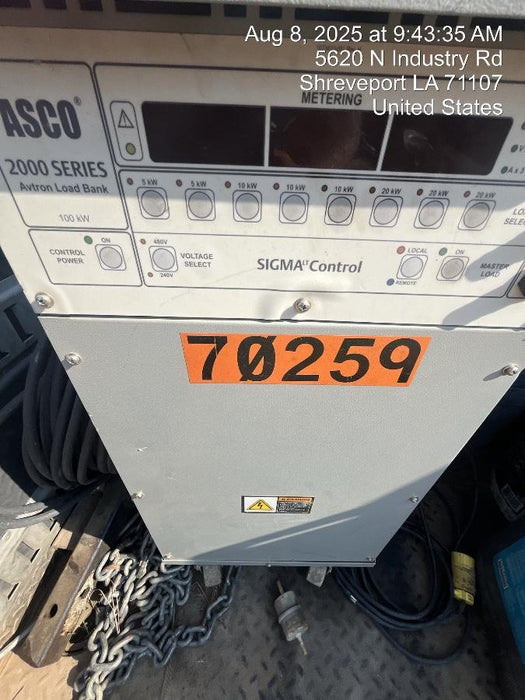 Aug 8, 2025 at 9:43:35 AM
5620 N Industry Rd
Shreveport LA 71107
United States
ASCO®
2000 SERIES
Avtron Load Bank
100 kW
METERING
5 kW 5 kW 10 kW 10 kW 10 kW 20 kW 20 kW 20 kW
CONTROL POWER
ON
480V
VOLTAGE SELECT
240V
SIGMA LT Control
LOCAL
REMOTE
ON
MASTER LOAD
70259